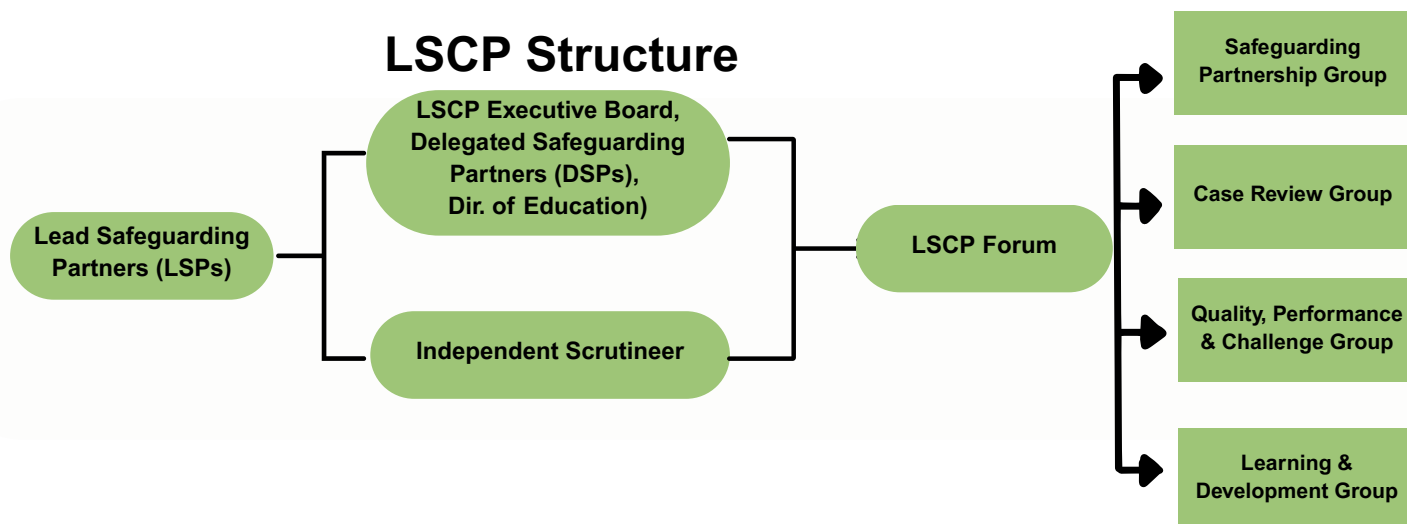 LSCP Structure
Lead Safeguarding
Partners (LSPs)
LSCP Executive Board,
Delegated Safeguarding
Partners (DSPs),
Dir. of Education)
Independent Scrutineer
LSCP Forum
Safeguarding
Partnership Group
Case Review Group
Quality, Performance
& Challenge Group
Learning &
Development Group